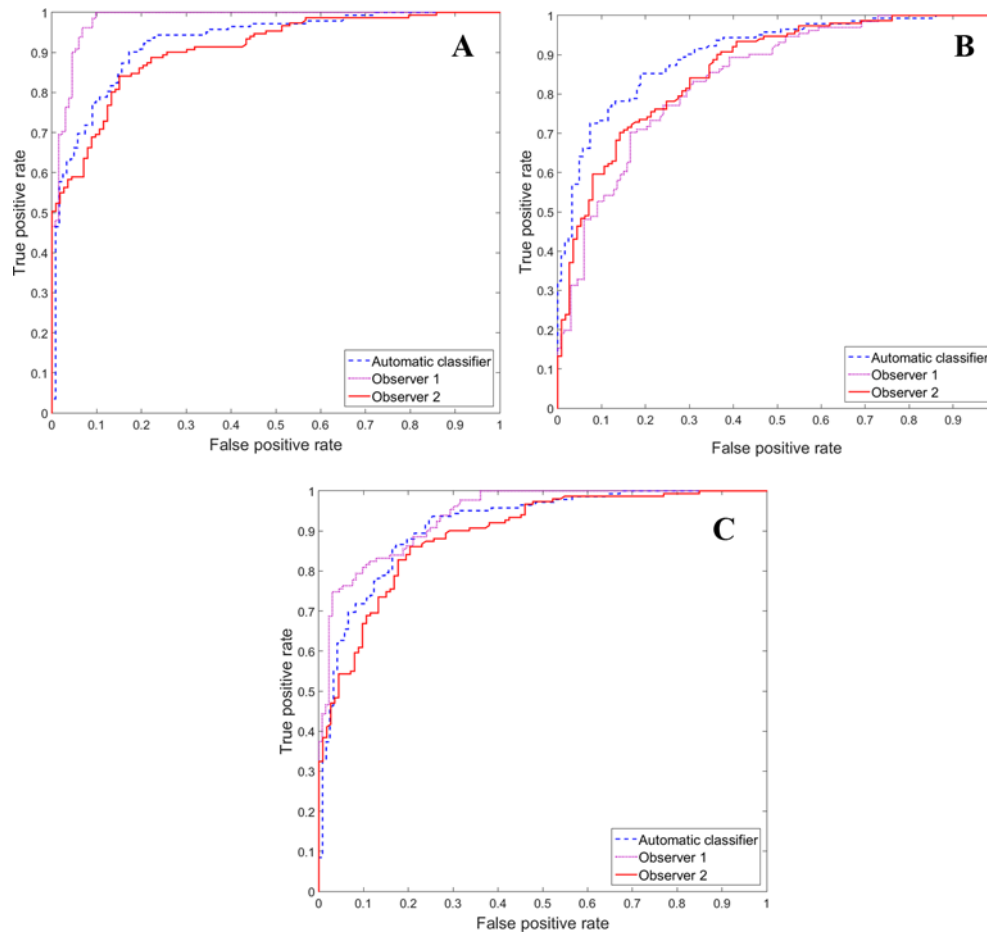 A
True positive rate
1
0.9
0.8
0.7
0.6
0.5
0.4
0.3
0.2
0.1
0
0 0.1 0.2 0.3 0.4 0.5 0.6 0.7 0.8 0.9 1
False positive rate
Automatic classifier
Observer 1
Observer 2
B
True positive rate
1
0.9
0.8
0.7
0.6
0.5
0.4
0.3
0.2
0.1
0
0 0.1 0.2 0.3 0.4 0.5 0.6 0.7 0.8 0.9
False positive rate
Automatic classifier
Observer 1
Observer 2
C
True positive rate
1
0.9
0.8
0.7
0.6
0.5
0.4
0.3
0.2
0.1
0
0 0.1 0.2 0.3 0.4 0.5 0.6 0.7 0.8 0.9 1
False positive rate
Automatic classifier
Observer 1
Observer 2